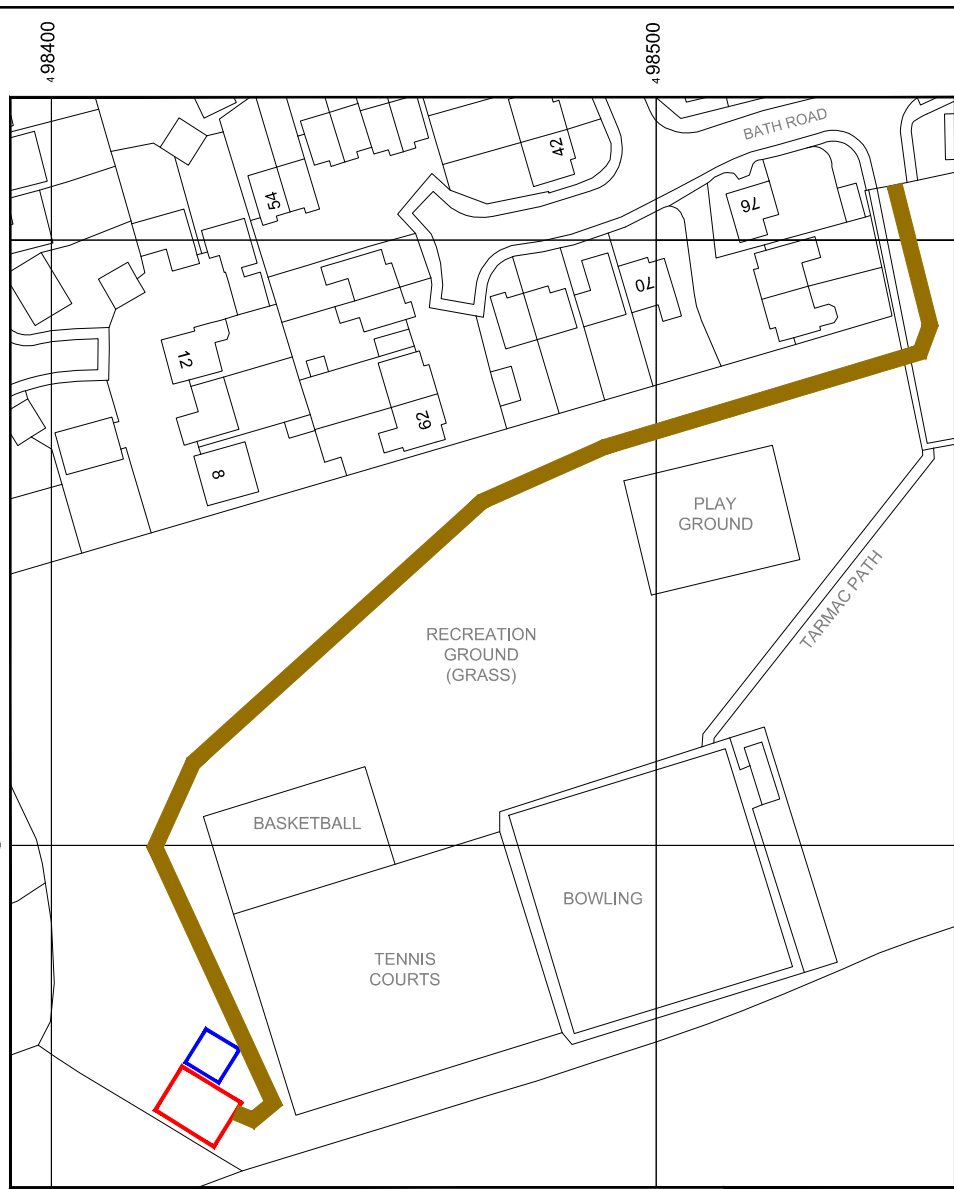 498400
498500
BATH ROAD
42
54
76
70
12
62
8
PLAY
GROUND
TARMAC PATH
RECREATION
GROUND
(GRASS)
BASKETBALL
BOWLING
TENNIS
COURTS